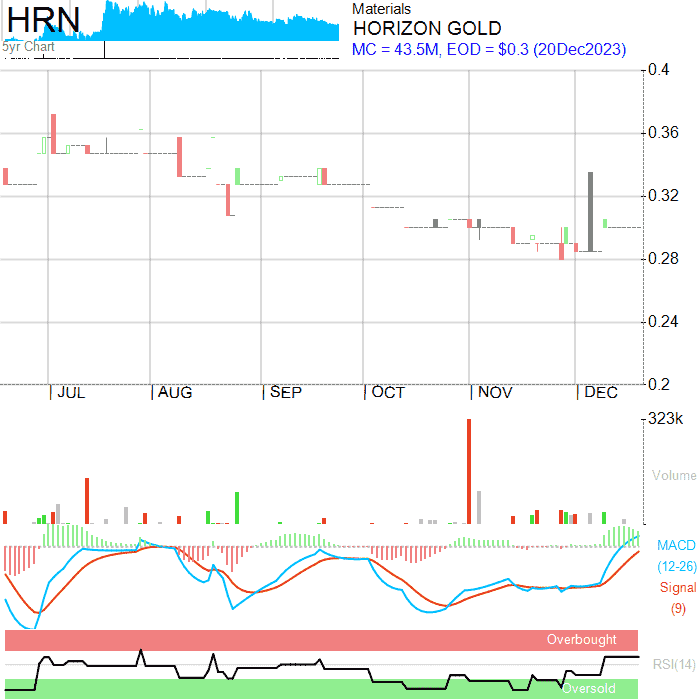 HRN
5yr Chart
Materials
HORIZON GOLD
MC = 43.5M, EOD = $0.3 (20Dec2023)
0.4
0.36
0.32
0.28
0.24
0.2
JUL AUG SEP OCT NOV DEC
323k
Volume
MACD
(12-26)
Signal
(9)
Overbought
RSI(14)
Oversold